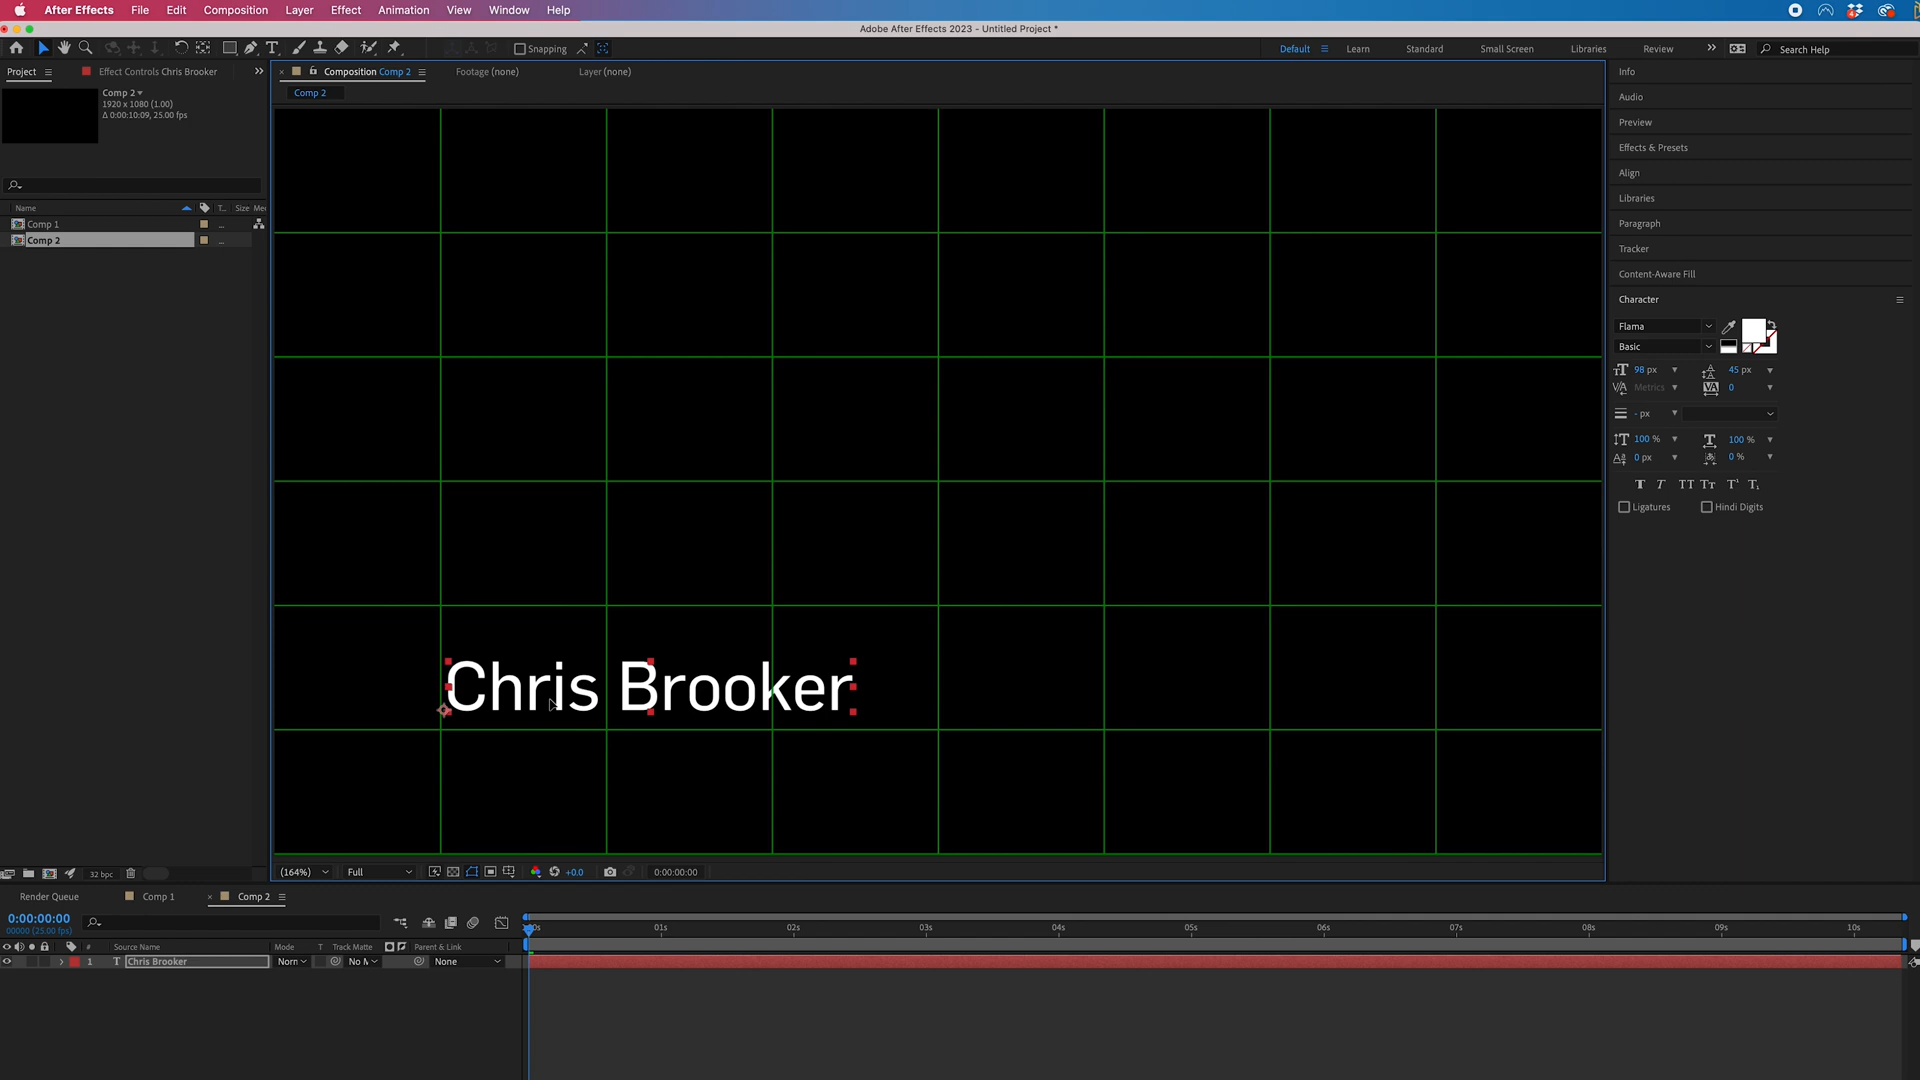 After Effects File Edit Composition Layer Effect Animation View Window Help
Adobe After Effects 2023 - Untitled Project *
Snapping Default Learn Standard Small Screen Libraries Review Search Help
Project Effect Controls Chris Brooker Composition Comp 2 Footage (none) Layer (none)
Comp 2
Comp 2
1920 x 1080 (1.00)
Δ 0:00:10:09, 25.00 fps
Name T... Size Med
Comp 1 ...
Comp 2 ...
Chris Brooker
Info
Audio
Preview
Effects & Presets
Align
Libraries
Paragraph
Tracker
Content-Aware Fill
Character
Flama
Basic
98 px 45 px
Metrics 0
- px
100 % 100 %
0 px 0 %
Ligatures Hindi Digits
32 bpc (164%) Full +0.0 0:00:00:00
Render Queue Comp 1 Comp 2
0:00:00:00
00000 (25.00 fps)
01s 02s 03s 04s 05s 06s 07s 08s 09s 10s
# Source Name Mode T Track Matte Parent & Link
1 T Chris Brooker Norn No M None